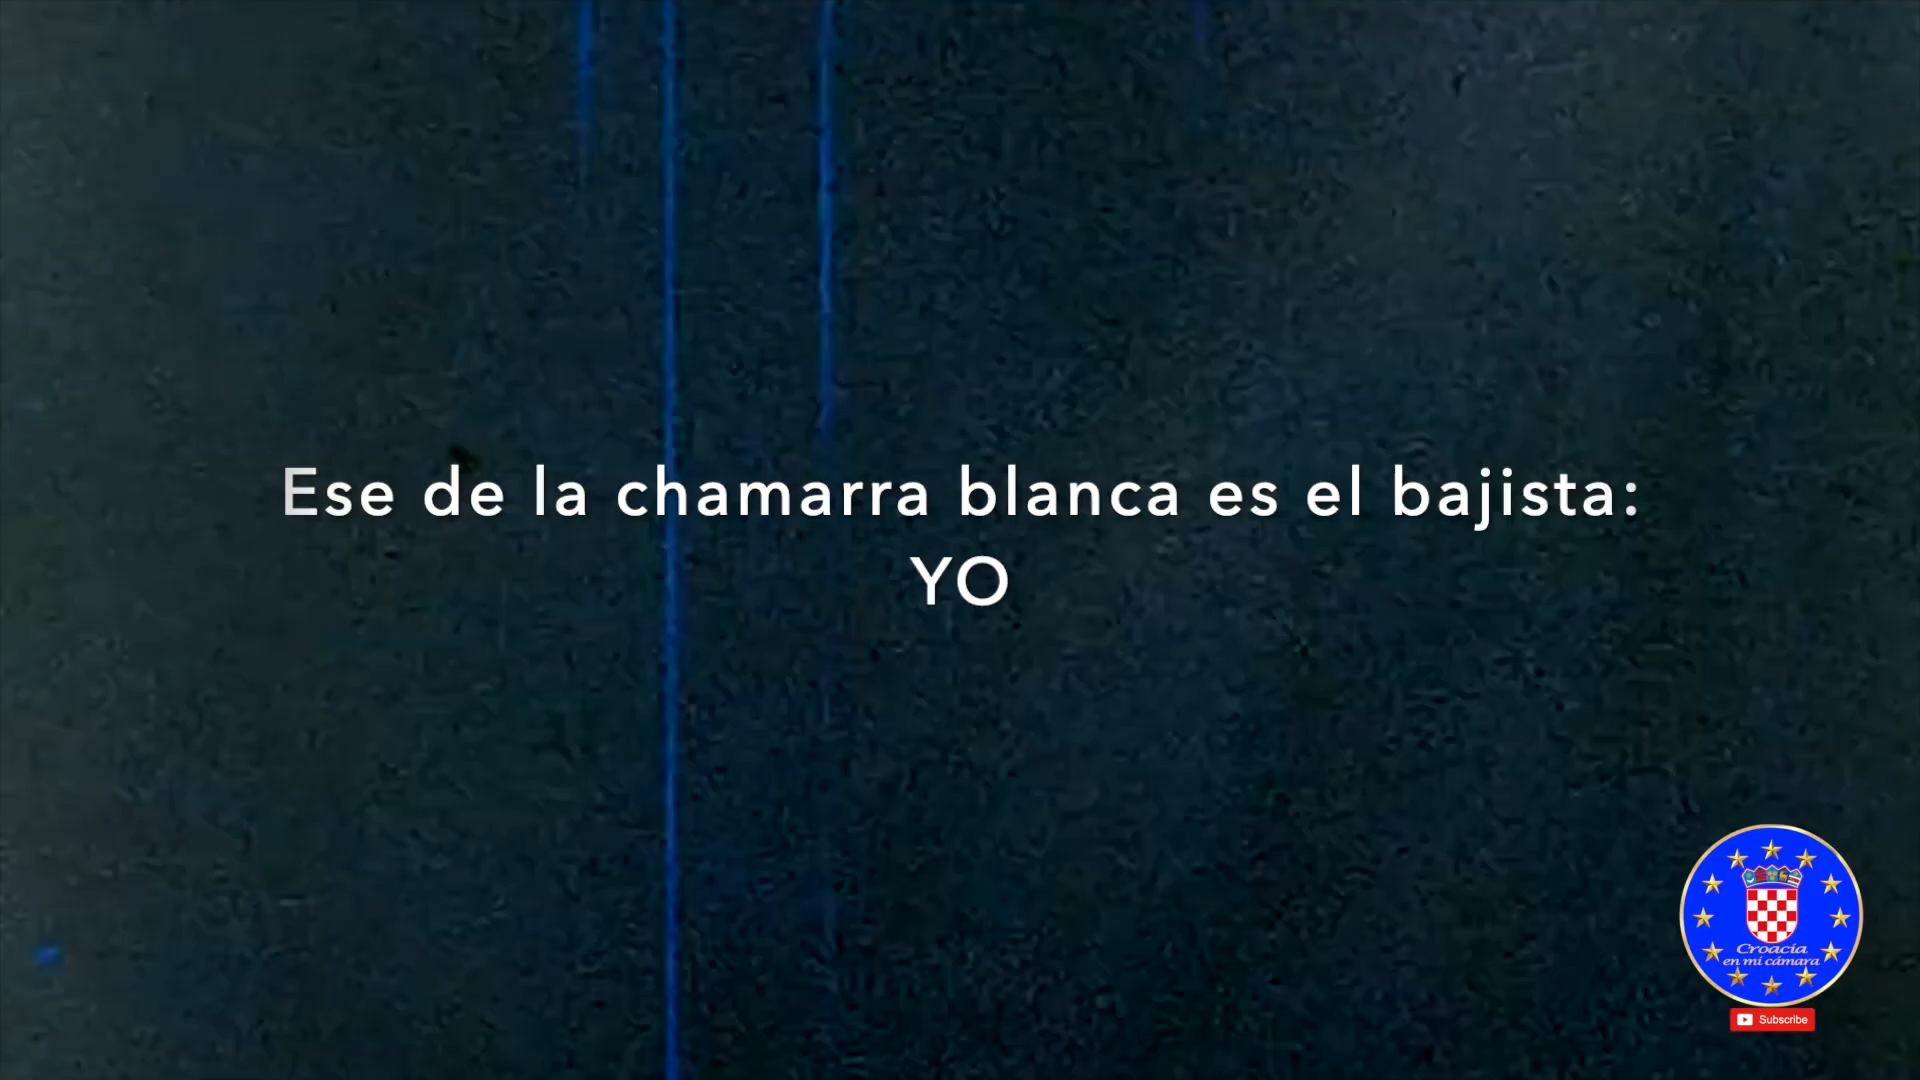 Ese de la chamarra blanca es el bajista:
YO
Croacia
en mi cámara
Subscribe